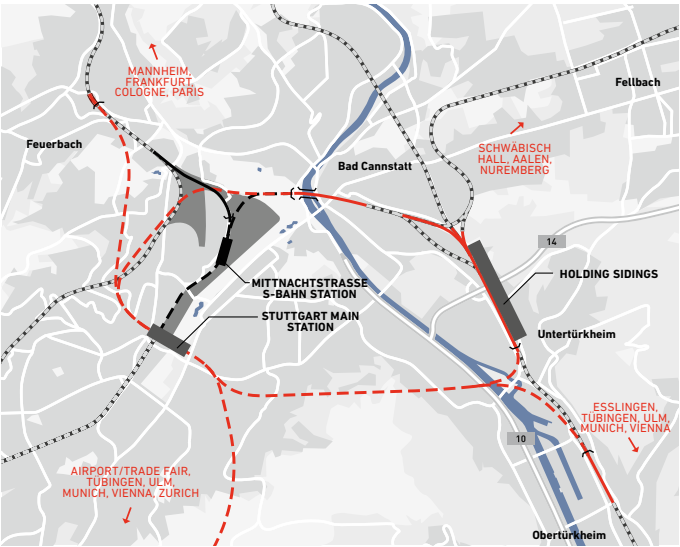 MANNHEIM,
FRANKFURT,
COLOGNE, PARIS
Fellbach
Feuerbach
SCHWÄBISCH
HALL, AALEN,
NUREMBERG
Bad Cannstatt
14
HOLDING SIDINGS
MITTNACHTSTRASSE
S-BAHN STATION
STUTTGART MAIN
STATION
Untertürkheim
ESSLINGEN,
TÜBINGEN, ULM,
MUNICH, VIENNA
10
AIRPORT/TRADE FAIR,
TÜBINGEN, ULM,
MUNICH, VIENNA, ZURICH
Obertürkheim